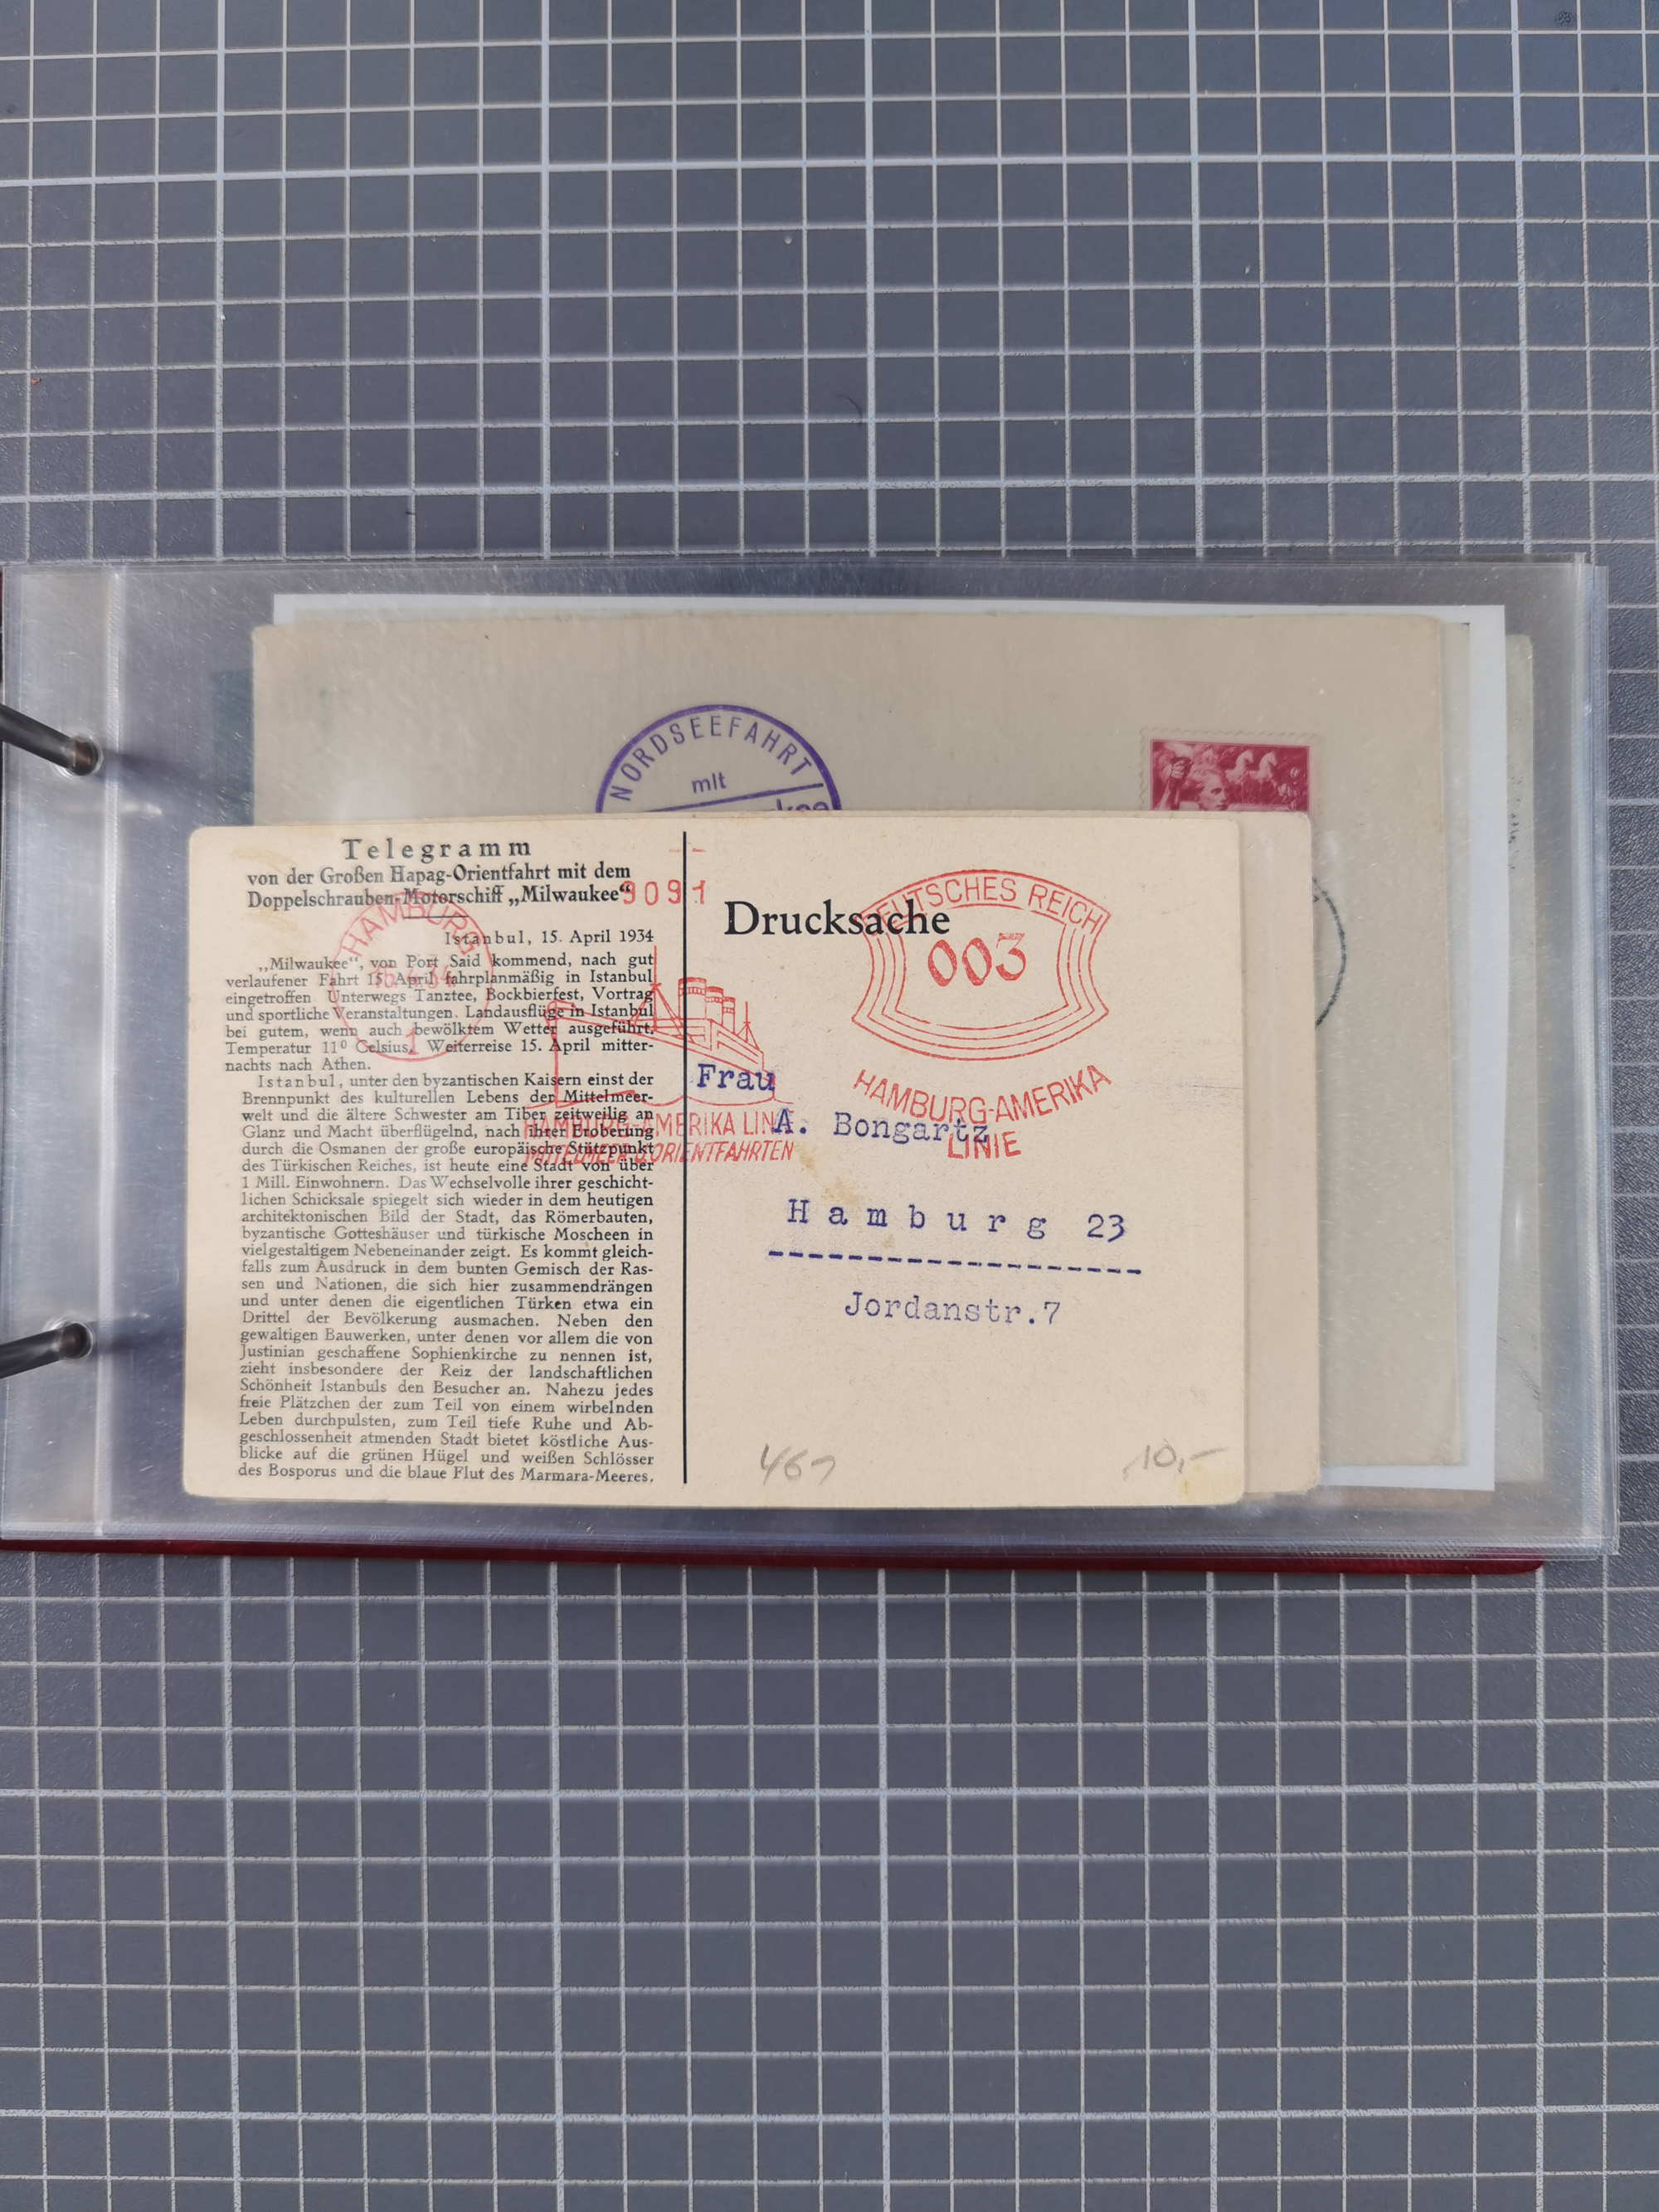 NORDSEEFAHRT
mit
Telegramm
von der Großen Hapag-Orientfahrt mit dem
Doppelschrauben-Motorschiff „Milwaukee“
Istanbul, 15. April 1934
„Milwaukee“, von Port Said kommend, nach gut
verlaufener Fahrt 15. April fahrplanmäßig in Istanbul
eingetroffen Unterwegs Tanztee, Bockbierfest, Vortrag
und sportliche Veranstaltungen. Landausflüge in Istanbul
bei gutem, wenn auch bewölktem Wetter ausgeführt.
Temperatur 11⁰ Celsius. Weiterreise 15. April mitter-
nachts nach Athen.
Istanbul, unter den byzantischen Kaisern einst der
Brennpunkt des kulturellen Lebens der Mittelmeer-
welt und die ältere Schwester am Tiber zeitweilig an
Glanz und Macht überflügelnd, nach ihrer Eroberung
durch die Osmanen der große europäische Stützpunkt
des Türkischen Reiches, ist heute eine Stadt von über
1 Mill. Einwohnern. Das Wechselvolle ihrer geschicht-
lichen Schicksale spiegelt sich wieder in dem heutigen
architektonischen Bild der Stadt, das Römerbauten,
byzantische Gotteshäuser und türkische Moscheen in
vielgestaltigem Nebeneinander zeigt. Es kommt gleich-
falls zum Ausdruck in dem bunten Gemisch der Ras-
sen und Nationen, die sich hier zusammendrängen
und unter denen die eigentlichen Türken etwa ein
Drittel der Bevölkerung ausmachen. Neben den
gewaltigen Bauwerken, unter denen vor allem die von
Justinian geschaffene Sophienkirche zu nennen ist,
zieht insbesondere der Reiz der landschaftlichen
Schönheit Istanbuls den Besucher an. Nahezu jedes
freie Plätzchen der zum Teil von einem wirbelnden
Leben durchpulsten, zum Teil tiefe Ruhe und Ab-
geschlossenheit atmenden Stadt bietet köstliche Aus-
blicke auf die grünen Hügel und weißen Schlösser
des Bosporus und die blaue Flut des Marmara-Meeres.
HAMBURG
1
9091
HAMBURG-AMERIKA LINIE
MITTELMEER-U.ORIENTFAHRTEN
Drucksache
DEUTSCHES REICH
003
HAMBURG-AMERIKA
LINIE
Frau
A. Bongartz
Hamburg 23
Jordanstr.7
10,-